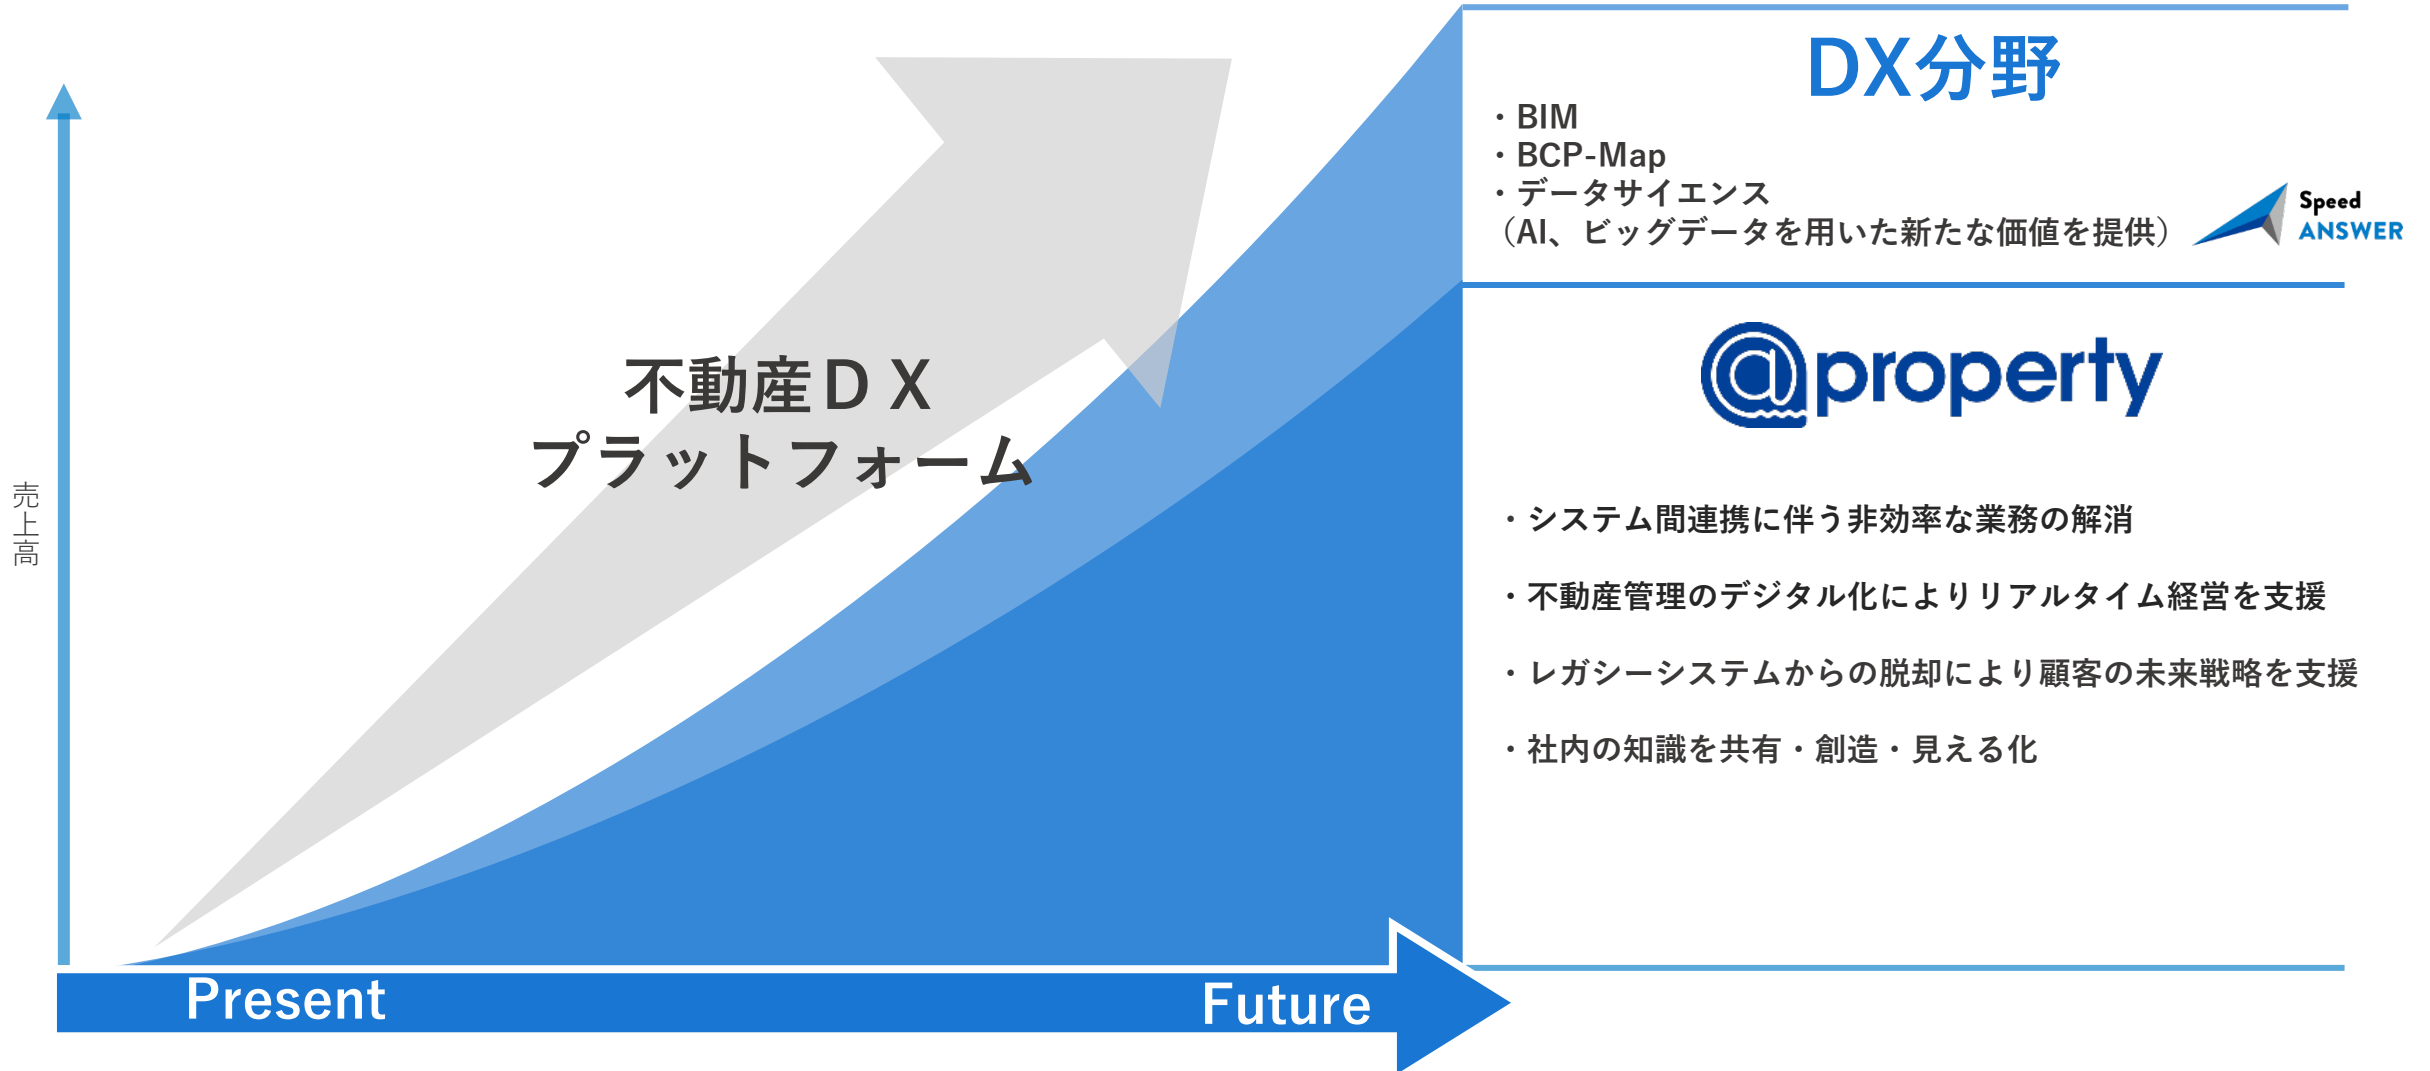 DX分野
・BIM
・BCP-Map
・データサイエンス
（AI、ビッグデータを用いた新たな価値を提供）
Speed
ANSWER
@property
不動産ＤＸ
プラットフォーム
売上高
・システム間連携に伴う非効率な業務の解消
・不動産管理のデジタル化によりリアルタイム経営を支援
・レガシーシステムからの脱却により顧客の未来戦略を支援
・社内の知識を共有・創造・見える化
Present
Future